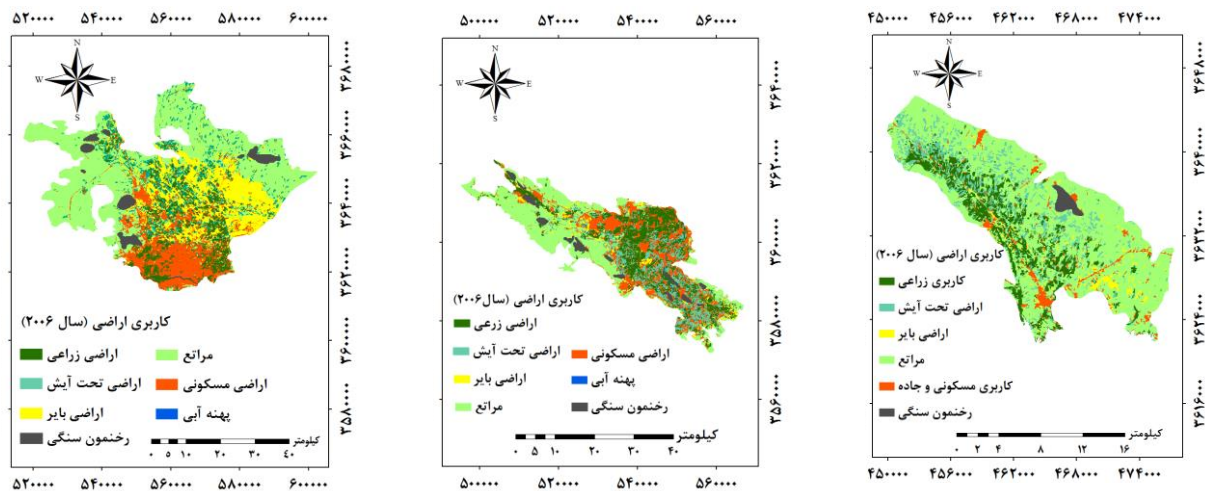 ۵۲۰۰۰۰ ۵۴۰۰۰۰ ۵۶۰۰۰۰ ۵۸۰۰۰۰ ۶۰۰۰۰۰
N
W E
S
۳۶۸۰۰۰۰
۳۶۶۰۰۰۰
۳۶۴۰۰۰۰
۳۶۲۰۰۰۰
۳۶۰۰۰۰۰
۳۵۸۰۰۰۰
کاربری اراضی (سال ۲۰۰۶)
اراضی زراعی
مراتع
اراضی تحت آیش
اراضی مسکونی
اراضی بایر
پهنه آبی
رخنمون سنگی
کیلومتر
۰ ۵ ۱۰ ۲۰ ۳۰ ۴۰
۵۲۰۰۰۰ ۵۴۰۰۰۰ ۵۶۰۰۰۰ ۵۸۰۰۰۰ ۶۰۰۰۰۰
۵۰۰۰۰۰ ۵۲۰۰۰۰ ۵۴۰۰۰۰ ۵۶۰۰۰۰
N
W E
S
۳۶۴۰۰۰۰
۳۶۲۰۰۰۰
۳۶۰۰۰۰۰
۳۵۸۰۰۰۰
۳۵۶۰۰۰۰
کاربری اراضی (سال ۲۰۰۶)
اراضی زرعی
اراضی تحت آیش
اراضی مسکونی
اراضی بایر
پهنه آبی
مراتع
رخنمون سنگی
کیلومتر
۰ ۵ ۱۰ ۲۰ ۳۰ ۴۰
۵۰۰۰۰۰ ۵۲۰۰۰۰ ۵۴۰۰۰۰ ۵۶۰۰۰۰
۴۵۰۰۰۰ ۴۵۶۰۰۰ ۴۶۲۰۰۰ ۴۶۸۰۰۰ ۴۷۴۰۰۰
N
W E
S
۳۶۴۸۰۰۰
۳۶۴۰۰۰۰
۳۶۳۲۰۰۰
۳۶۲۴۰۰۰
۳۶۱۶۰۰۰
کاربری اراضی (سال ۲۰۰۶)
کاربری زراعی
اراضی تحت آیش
اراضی بایر
مراتع
کاربری مسکونی و جاده
رخنمون سنگی
کیلومتر
۰ ۲ ۴ ۸ ۱۲ ۱۶
۴۵۰۰۰۰ ۴۵۶۰۰۰ ۴۶۲۰۰۰ ۴۶۸۰۰۰ ۴۷۴۰۰۰